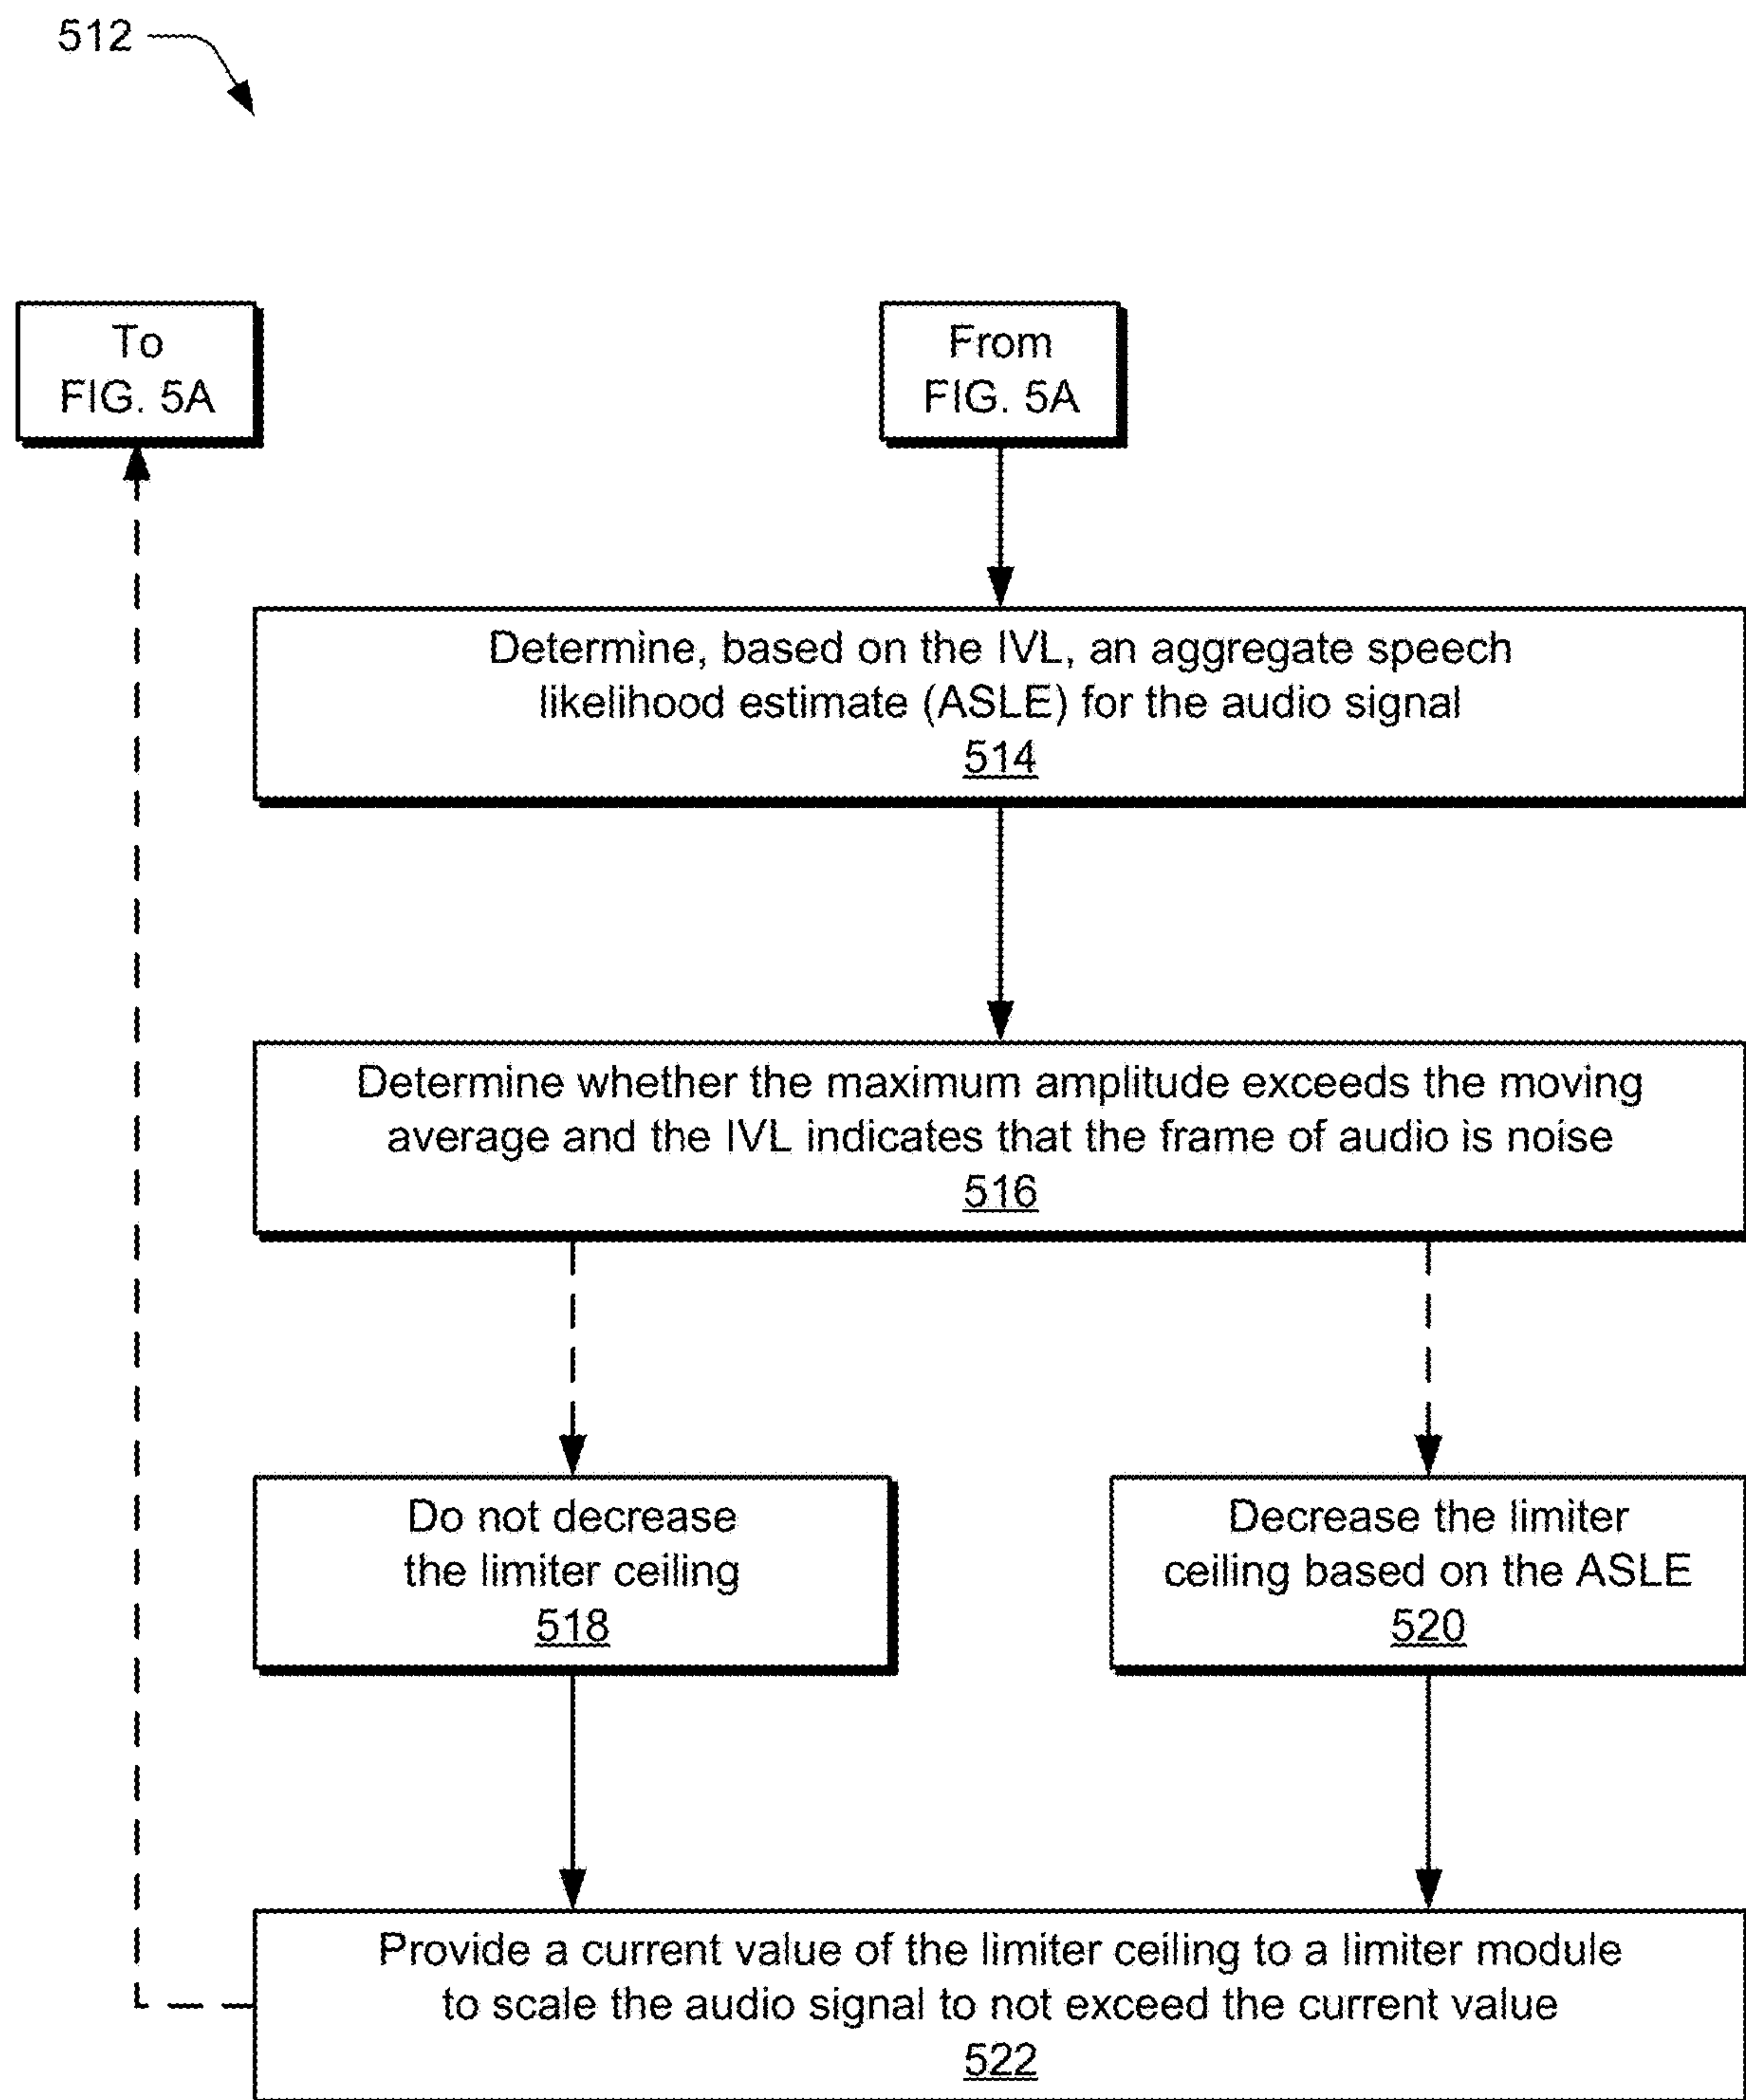 512
To
FIG. 5A
From
FIG. 5A
Determine, based on the IVL, an aggregate speech
likelihood estimate (ASLE) for the audio signal
514
Determine whether the maximum amplitude exceeds the moving
average and the IVL indicates that the frame of audio is noise
516
Do not decrease
the limiter ceiling
518
Decrease the limiter
ceiling based on the ASLE
520
Provide a current value of the limiter ceiling to a limiter module
to scale the audio signal to not exceed the current value
522